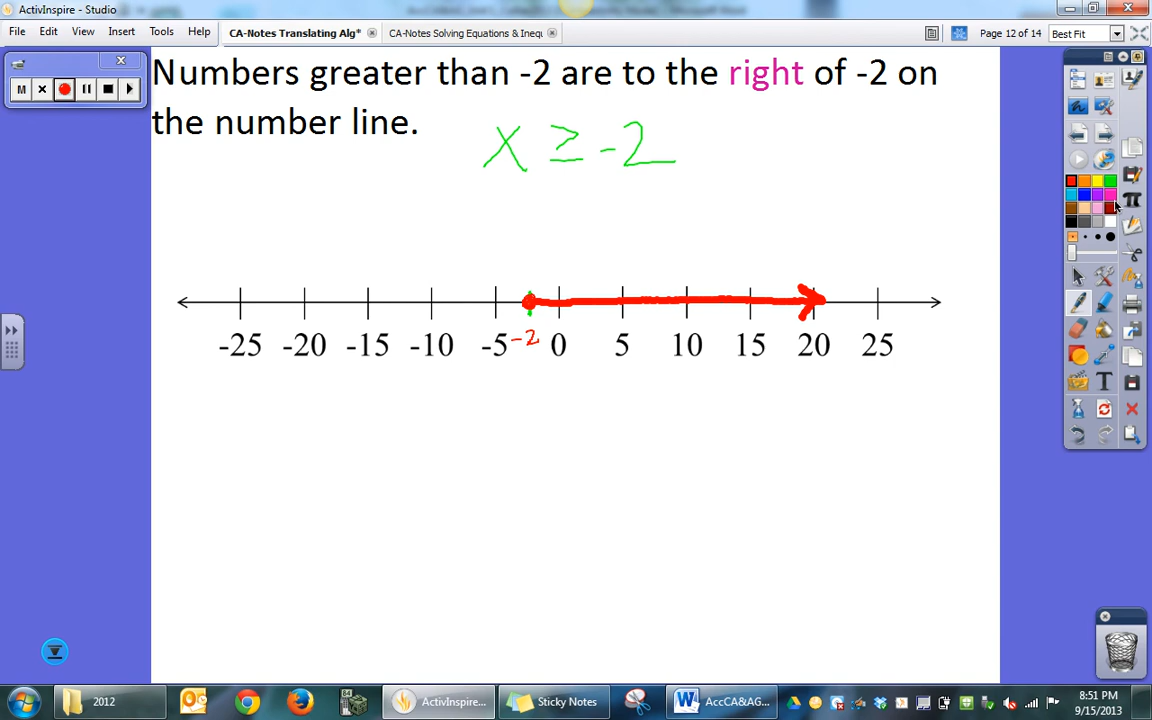 ActivInspire - Studio
File Edit View Insert Tools Help
CA-Notes Translating Alg*
CA-Notes Solving Equations & Inequ
Page 12 of 14
Best Fit
M
Numbers greater than -2 are to the right of -2 on
the number line.
x ≥ -2
-25 -20 -15 -10 -5 -2 0 5 10 15 20 25
2012
ActivInspire...
Sticky Notes
AccCA&AG...
8:51 PM
9/15/2013